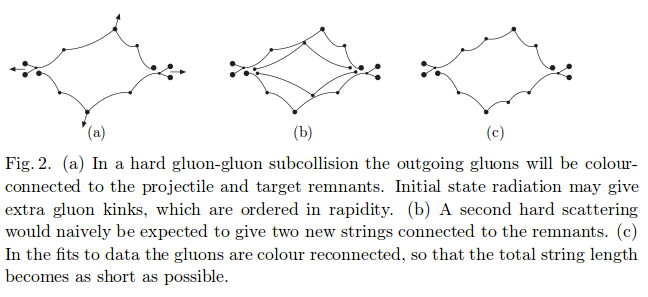 (a) (b) (c)
Fig. 2. (a) In a hard gluon-gluon subcollision the outgoing gluons will be colour-
connected to the projectile and target remnants. Initial state radiation may give
extra gluon kinks, which are ordered in rapidity. (b) A second hard scattering
would naively be expected to give two new strings connected to the remnants. (c)
In the fits to data the gluons are colour reconnected, so that the total string length
becomes as short as possible.